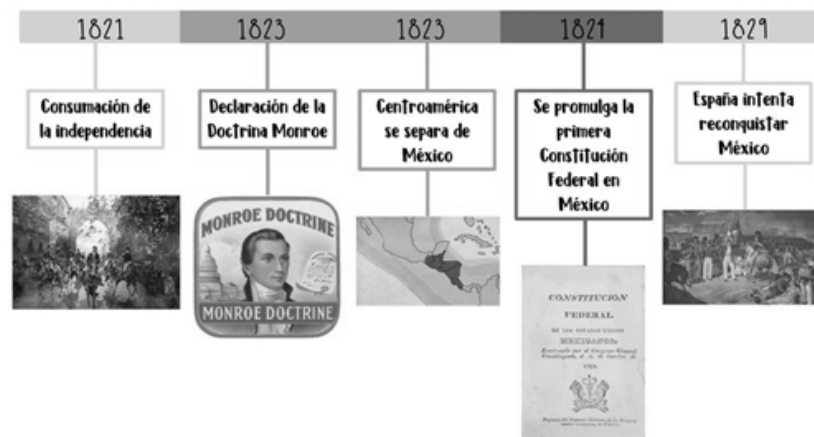 1821
1823
1823
1824
1829
Consumación de
la independencia
Declaración de la
Doctrina Monroe
Centroamérica
se separa de
México
Se promulga la
primera
Constitución
Federal en
México
España intenta
reconquistar
México
MONROE DOCTRINE
MONROE DOCTRINE
CONSTITUCION
FEDERAL
DE LOS ESTADOS UNIDOS
MEXICANOS,